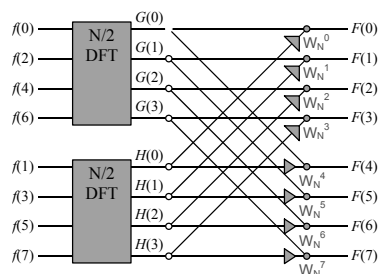 f(0) N/2 DFT G(0) W_N^0 F(0)
f(2) G(1) W_N^1 F(1)
f(4) G(2) W_N^2 F(2)
f(6) G(3) W_N^3 F(3)
f(1) N/2 DFT H(0) W_N^4 F(4)
f(3) H(1) W_N^5 F(5)
f(5) H(2) W_N^6 F(6)
f(7) H(3) W_N^7 F(7)